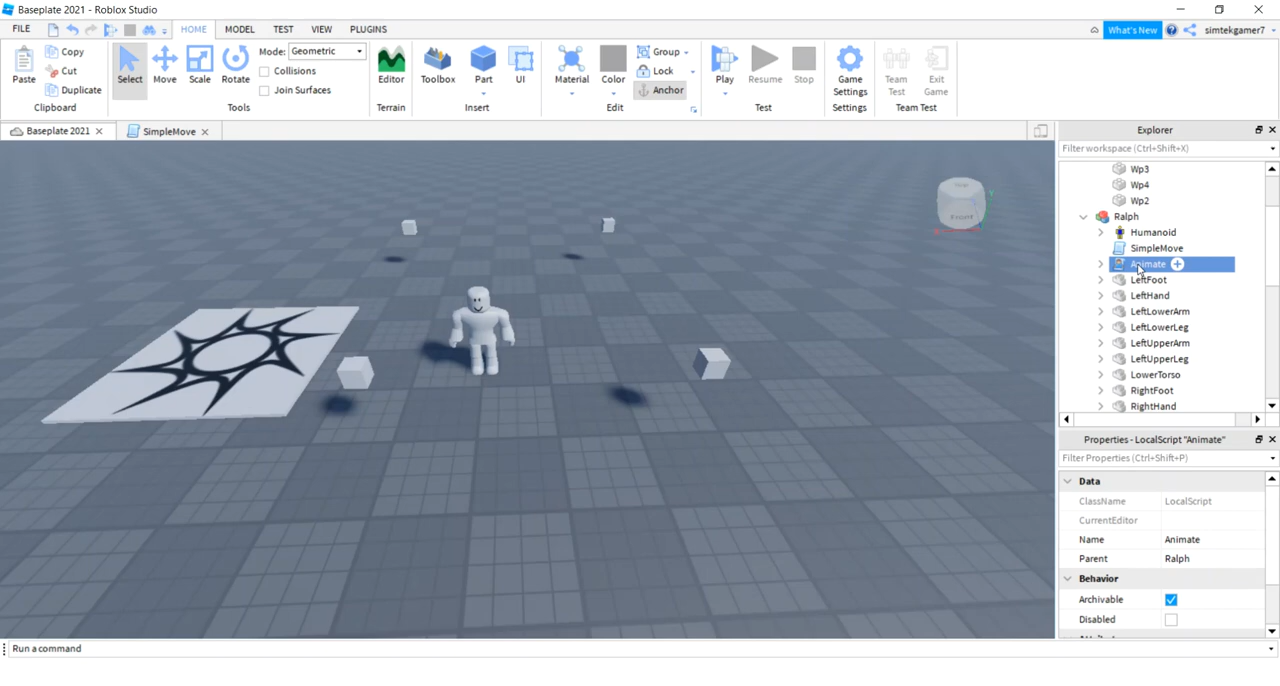 Baseplate 2021 - Roblox Studio
FILE HOME MODEL TEST VIEW PLUGINS What's New simtekgamer7
Paste Copy Cut Duplicate Clipboard
Select Move Scale Rotate Mode: Geometric Collisions Join Surfaces Tools
Editor Terrain
Toolbox Part UI Insert
Material Color Group Lock Anchor Edit
Play Resume Stop Test
Game Settings Settings
Team Test Exit Game Team Test
Baseplate 2021 SimpleMove
Explorer
Filter workspace (Ctrl+Shift+X)
Wp3
Wp4
Wp2
Ralph
Humanoid
SimpleMove
Animate
LeftFoot
LeftHand
LeftLowerArm
LeftLowerLeg
LeftUpperArm
LeftUpperLeg
LowerTorso
RightFoot
RightHand
Front
Properties - LocalScript "Animate"
Filter Properties (Ctrl+Shift+P)
Data
ClassName LocalScript
CurrentEditor
Name Animate
Parent Ralph
Behavior
Archivable
Disabled
Run a command